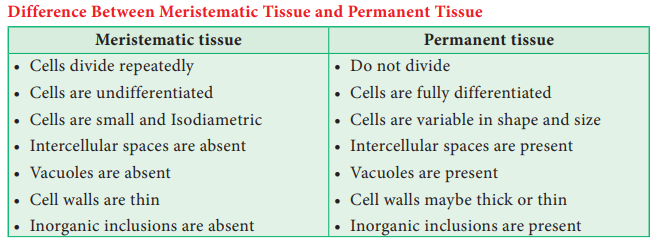 Difference Between Meristematic Tissue and Permanent Tissue
Meristematic tissue Permanent tissue
• Cells divide repeatedly • Do not divide
• Cells are undifferentiated • Cells are fully differentiated
• Cells are small and Isodiametric • Cells are variable in shape and size
• Intercellular spaces are absent • Intercellular spaces are present
• Vacuoles are absent • Vacuoles are present
• Cell walls are thin • Cell walls maybe thick or thin
• Inorganic inclusions are absent • Inorganic inclusions are present